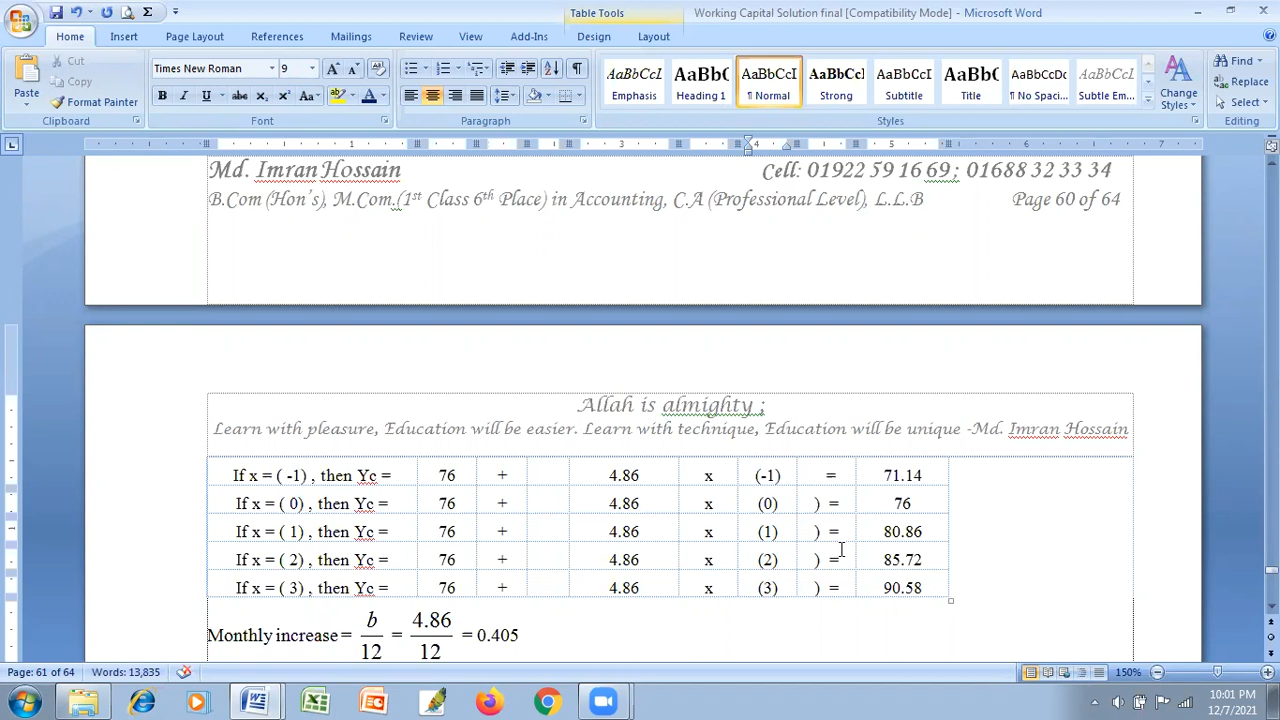 Table Tools
Working Capital Solution final [Compatibility Mode] - Microsoft Word
Home Insert Page Layout References Mailings Review View Add-Ins Design Layout
Cut
Copy
Paste
Format Painter
Times New Roman 9
AaBbCcI AaBbC AaBbCcI AaBbCcl AaBbCcI AaBbC AaBbCcDc AaBbCcI
Emphasis Heading 1 ¶ Normal Strong Subtitle Title ¶ No Spaci... Subtle Em...
Change Styles
Find
Replace
Select
Clipboard Font Paragraph Styles Editing
1 4 5 7
Md. Imran Hossain Cell: 01922 59 16 69 ; 01688 32 33 34
B.Com (Hon's), M.Com.(1st Class 6th Place) in Accounting, C.A (Professional Level), L.L.B Page 60 of 64
Allah is almighty ;
Learn with pleasure, Education will be easier. Learn with technique, Education will be unique -Md. Imran Hossain
If x = ( -1) , then Yc = 76 + 4.86 x (-1) = 71.14
If x = ( 0) , then Yc = 76 + 4.86 x (0) ) = 76
If x = ( 1) , then Yc = 76 + 4.86 x (1) ) = 80.86
If x = ( 2) , then Yc = 76 + 4.86 x (2) ) = 85.72
If x = ( 3) , then Yc = 76 + 4.86 x (3) ) = 90.58
Monthly increase = b/12 = 4.86/12 = 0.405
Page: 61 of 64 Words: 13,835 150%
10:01 PM
12/7/2021